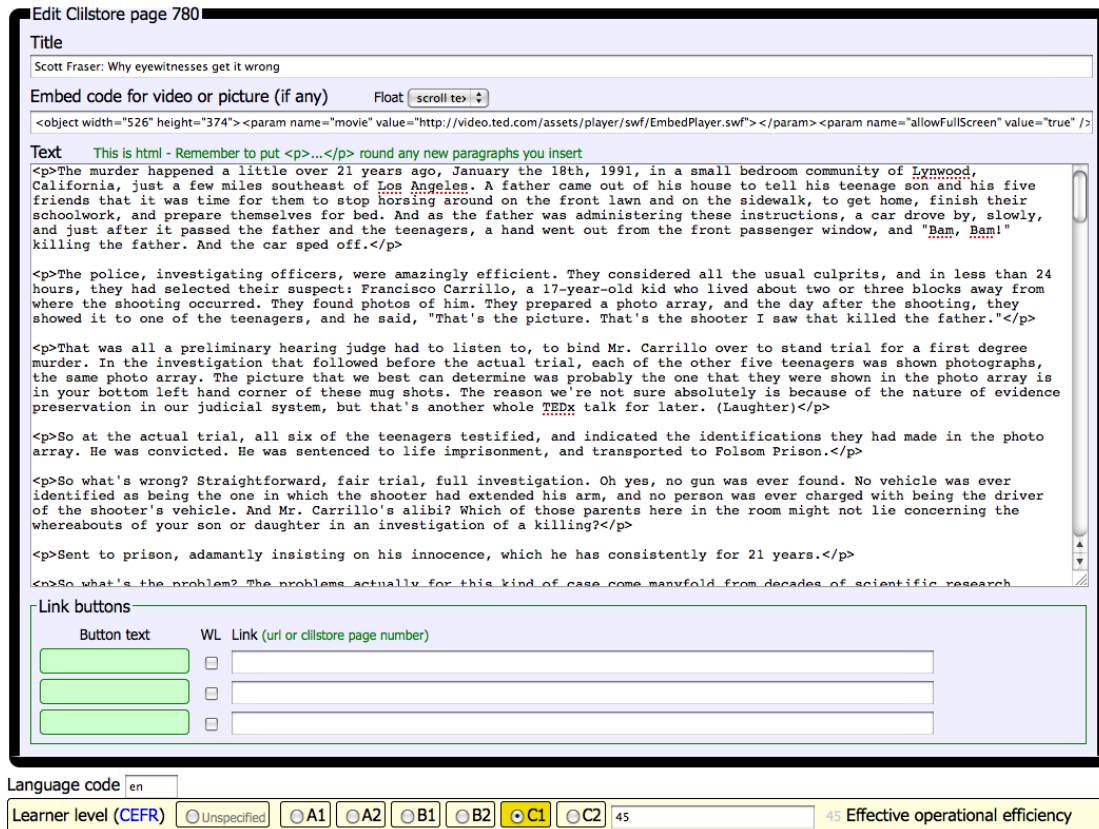 Edit Clilstore page 780
Title
Scott Fraser: Why eyewitnesses get it wrong
Embed code for video or picture (if any) Float scroll te
<object width="526" height="374"><param name="movie" value="http://video.ted.com/assets/player/swf/EmbedPlayer.swf"></param><param name="allowFullScreen" value="true" />
Text This is html - Remember to put <p>...</p> round any new paragraphs you insert
<p>The murder happened a little over 21 years ago, January the 18th, 1991, in a small bedroom community of Lynwood,
California, just a few miles southeast of Los Angeles. A father came out of his house to tell his teenage son and his five
friends that it was time for them to stop horsing around on the front lawn and on the sidewalk, to get home, finish their
schoolwork, and prepare themselves for bed. And as the father was administering these instructions, a car drove by, slowly,
and just after it passed the father and the teenagers, a hand went out from the front passenger window, and "Bam, Bam!"
killing the father. And the car sped off.</p>
<p>The police, investigating officers, were amazingly efficient. They considered all the usual culprits, and in less than 24
hours, they had selected their suspect: Francisco Carrillo, a 17-year-old kid who lived about two or three blocks away from
where the shooting occurred. They found photos of him. They prepared a photo array, and the day after the shooting, they
showed it to one of the teenagers, and he said, "That's the picture. That's the shooter I saw that killed the father."</p>
<p>That was all a preliminary hearing judge had to listen to, to bind Mr. Carrillo over to stand trial for a first degree
murder. In the investigation that followed before the actual trial, each of the other five teenagers was shown photographs,
the same photo array. The picture that we best can determine was probably the one that they were shown in the photo array is
in your bottom left hand corner of these mug shots. The reason we're not sure absolutely is because of the nature of evidence
preservation in our judicial system, but that's another whole TEDx talk for later. (Laughter)</p>
<p>So at the actual trial, all six of the teenagers testified, and indicated the identifications they had made in the photo
array. He was convicted. He was sentenced to life imprisonment, and transported to Folsom Prison.</p>
<p>So what's wrong? Straightforward, fair trial, full investigation. Oh yes, no gun was ever found. No vehicle was ever
identified as being the one in which the shooter had extended his arm, and no person was ever charged with being the driver
of the shooter's vehicle. And Mr. Carrillo's alibi? Which of those parents here in the room might not lie concerning the
whereabouts of your son or daughter in an investigation of a killing?</p>
<p>Sent to prison, adamantly insisting on his innocence, which he has consistently for 21 years.</p>
<p>So what's the problem? The problems actually for this kind of case come manyfold from decades of scientific research
Link buttons
Button text WL Link (url or clilstore page number)
Language code en
Learner level (CEFR) Unspecified A1 A2 B1 B2 C1 C2 45 45 Effective operational efficiency